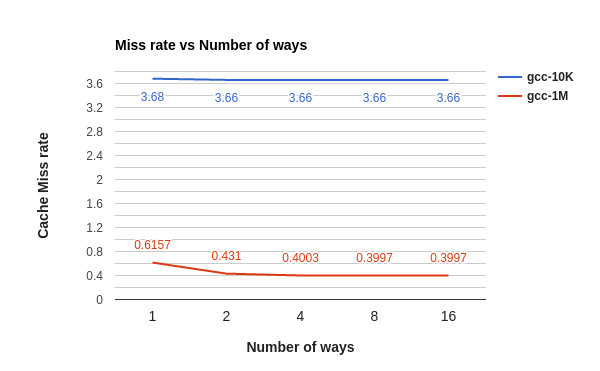 Miss rate vs Number of ways
gcc-10K
gcc-1M
Cache Miss rate
3.6
3.2
2.8
2.4
2
1.6
1.2
0.8
0.4
0
3.68 3.66 3.66 3.66 3.66
0.6157 0.431 0.4003 0.3997 0.3997
1 2 4 8 16
Number of ways